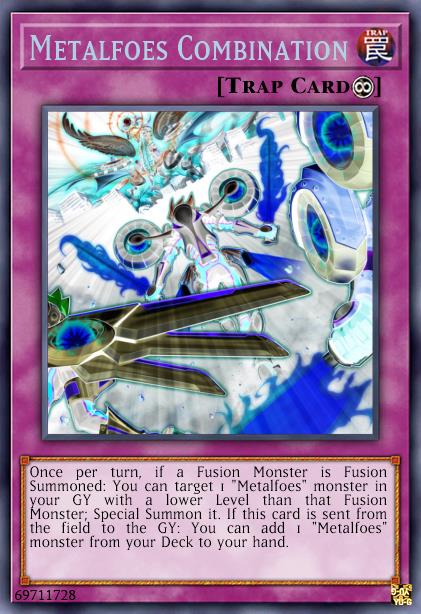 METALFOES COMBINATION
TRAP
罠
[TRAP CARD♾]
Once per turn, if a Fusion Monster is Fusion
Summoned: You can target 1 "Metalfoes" monster in
your GY with a lower Level than that Fusion
Monster; Special Summon it. If this card is sent from
the field to the GY: You can add 1 "Metalfoes"
monster from your Deck to your hand.
69711728